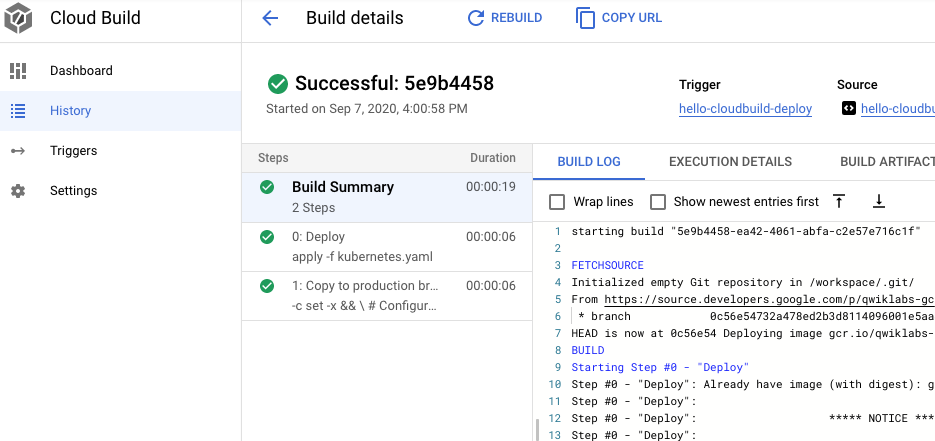 Cloud Build
Build details
REBUILD
COPY URL
Dashboard
History
Triggers
Settings
Successful: 5e9b4458
Started on Sep 7, 2020, 4:00:58 PM
Trigger
hello-cloudbuild-deploy
Source
hello-cloudbu
Steps
Duration
Build Summary
00:00:19
2 Steps
0: Deploy
00:00:06
apply -f kubernetes.yaml
1: Copy to production br...
00:00:06
-c set -x && \ # Configur...
BUILD LOG
EXECUTION DETAILS
BUILD ARTIFACT
Wrap lines
Show newest entries first
1 starting build "5e9b4458-ea42-4061-abfa-c2e57e716c1f"
2
3 FETCHSOURCE
4 Initialized empty Git repository in /workspace/.git/
5 From https://source.developers.google.com/p/qwiklabs-gc
6 * branch 0c56e54732a478ed2b3d8114096001e5aa
7 HEAD is now at 0c56e54 Deploying image gcr.io/qwiklabs-
8 BUILD
9 Starting Step #0 - "Deploy"
10 Step #0 - "Deploy": Already have image (with digest): g
11 Step #0 - "Deploy":
12 Step #0 - "Deploy": ***** NOTICE ***
13 Step #0 - "Deploy":